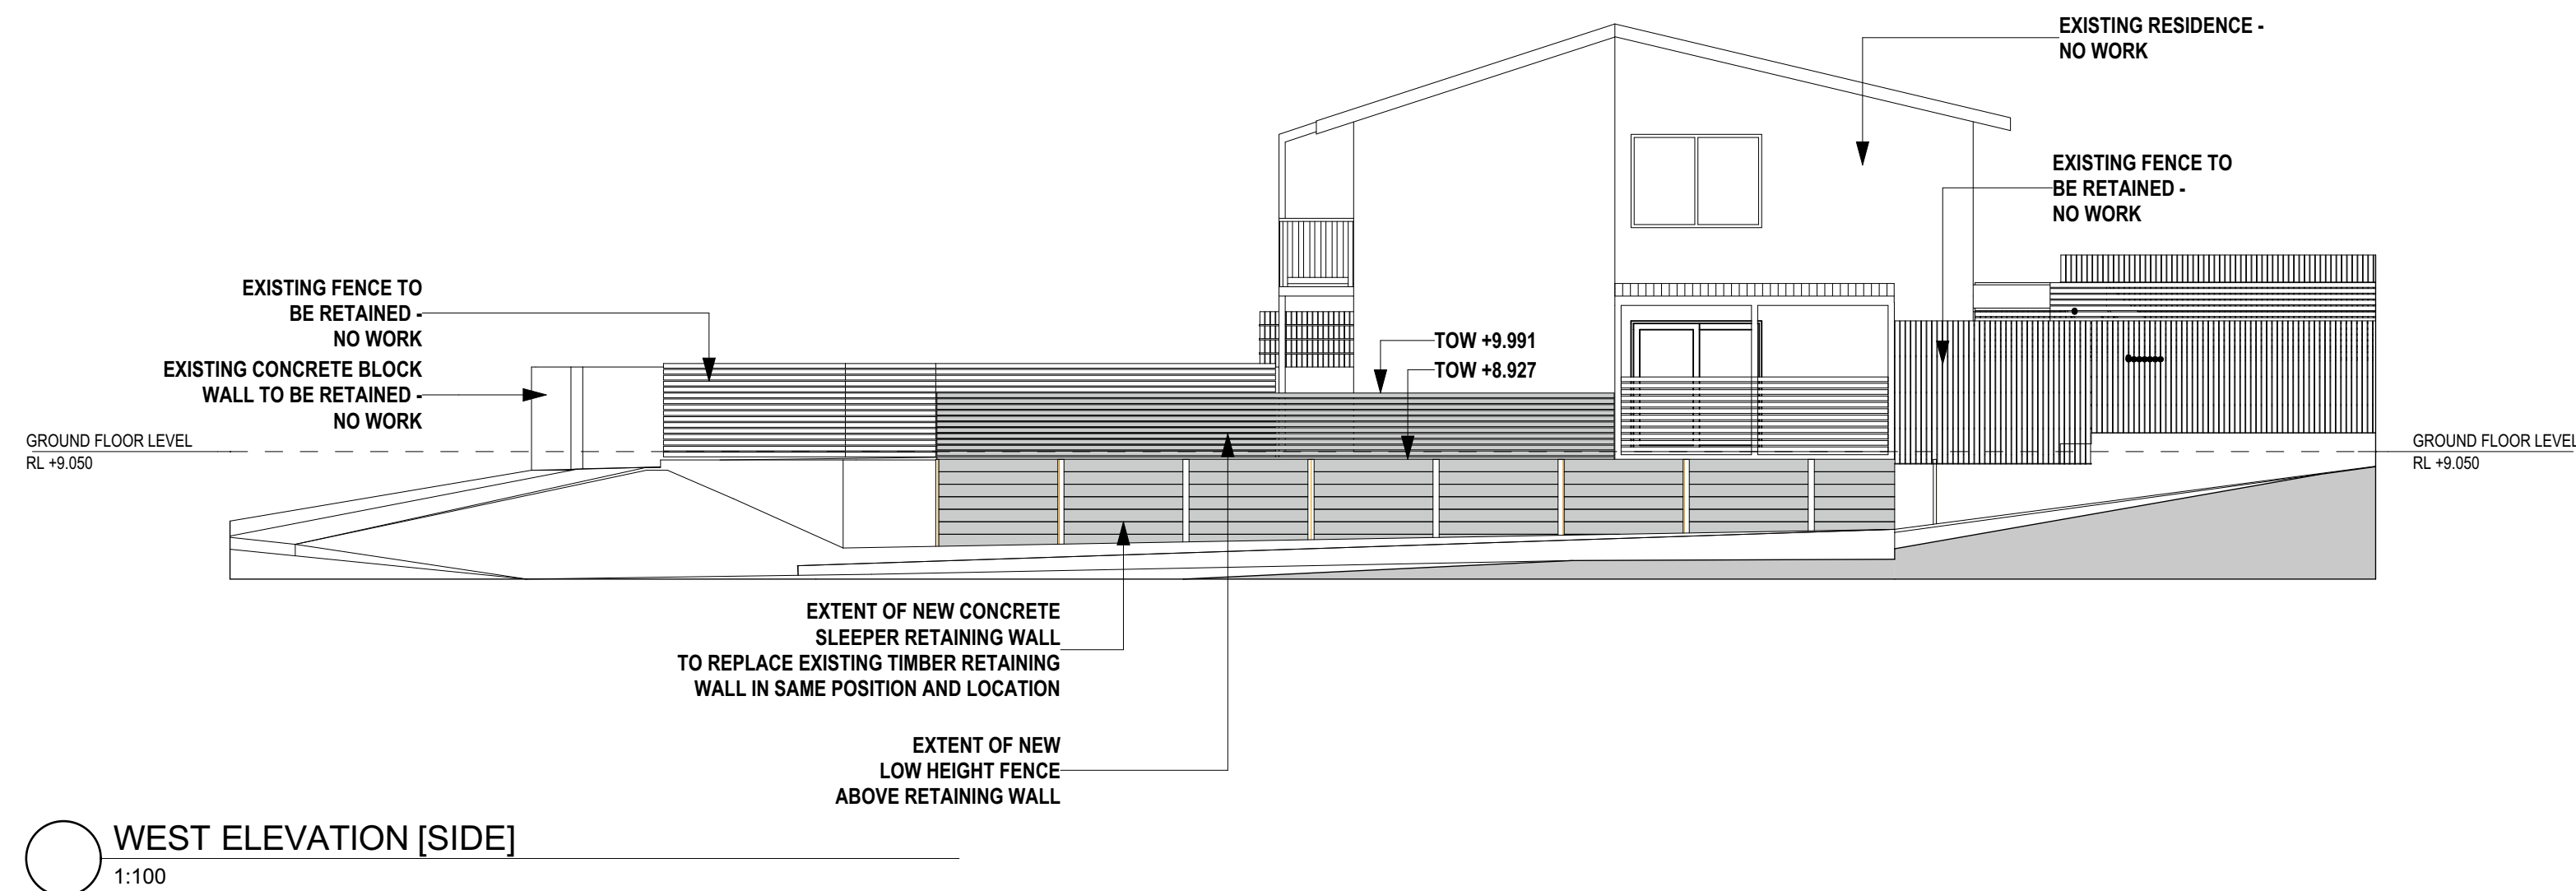 EXISTING RESIDENCE -
NO WORK
EXISTING FENCE TO
BE RETAINED -
NO WORK
EXISTING FENCE TO
BE RETAINED -
NO WORK
EXISTING CONCRETE BLOCK
WALL TO BE RETAINED -
NO WORK
TOW +9.991
TOW +8.927
GROUND FLOOR LEVEL
RL +9.050
GROUND FLOOR LEVEL
RL +9.050
EXTENT OF NEW CONCRETE
SLEEPER RETAINING WALL
TO REPLACE EXISTING TIMBER RETAINING
WALL IN SAME POSITION AND LOCATION
EXTENT OF NEW
LOW HEIGHT FENCE
ABOVE RETAINING WALL
WEST ELEVATION [SIDE]
1:100